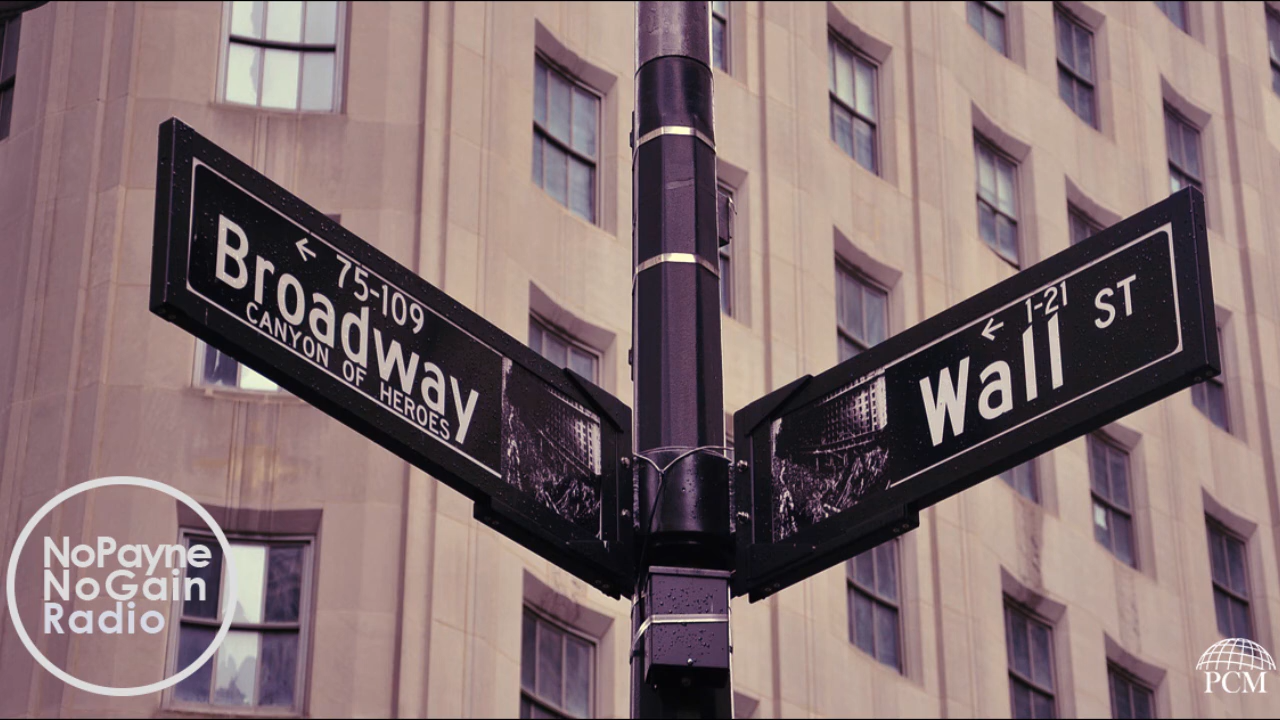 ← 75-109
Broadway
CANYON OF HEROES
← 1-21
Wall ST
NoPayne
NoGain
Radio
PCM